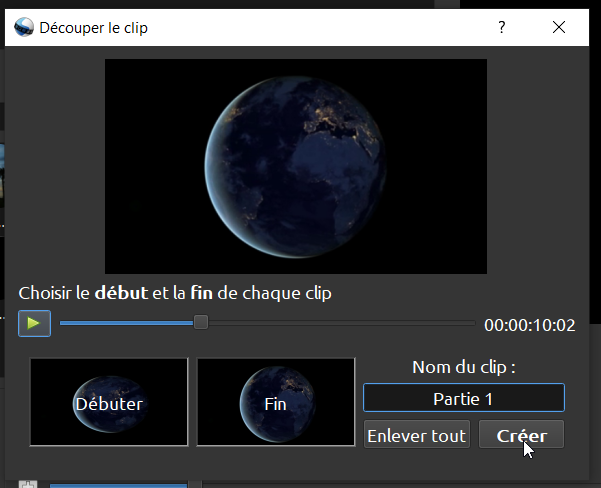 Découper le clip
?
Choisir le début et la fin de chaque clip
00:00:10:02
Débuter
Fin
Nom du clip :
Partie 1
Enlever tout
Créer